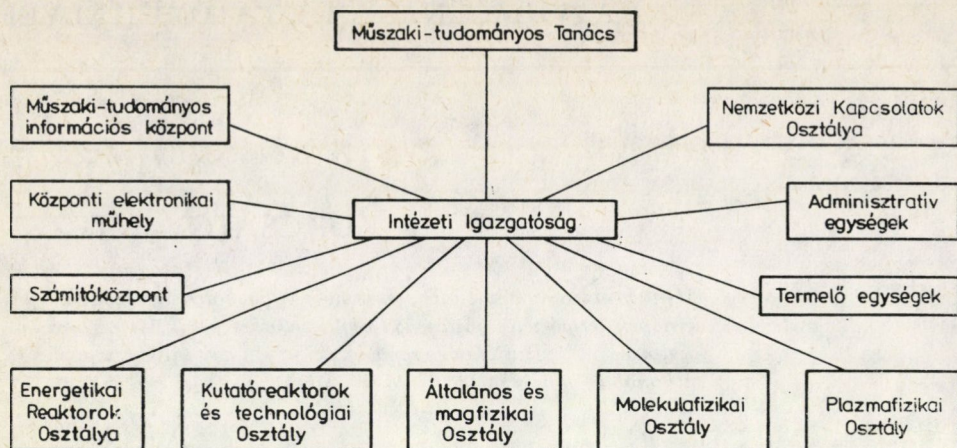 Műszaki-tudományos Tanács
Műszaki-tudományos
információs központ
Nemzetközi Kapcsolatok
Osztálya
Központi elektronikai
műhely
Intézeti Igazgatóság
Adminisztratív
egységek
Számítóközpont
Termelő egységek
Energetikai
Reaktorok
Osztálya
Kutatóreaktorok
és technológiai
Osztály
Általános és
magfizikai
Osztály
Molekulafizikai
Osztály
Plazmafizikai
Osztály